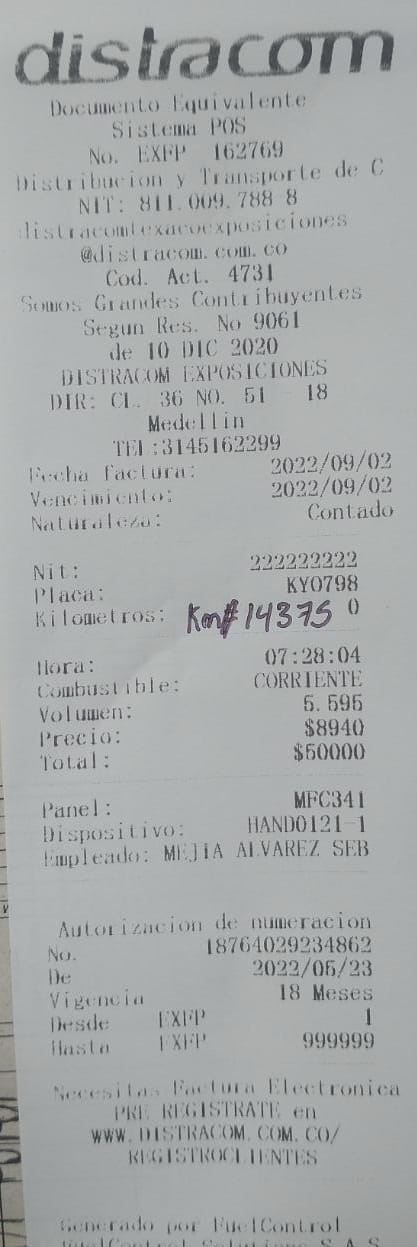 distracom
Documento Equivalente
Sistema POS
No. EXFP 162769
Distribucion y Transporte de C
NIT: 811.009.788 8
distracomtexacoexposiciones
@distracom.com.co
Cod. Act. 4731
Somos Grandes Contribuyentes
Segun Res. No 9061
de 10 DIC 2020
DISTRACOM EXPOSICIONES
DIR: CL. 36 NO. 51 18
Medellin
TEL:3145162299
Fecha factura: 2022/09/02
Vencimiento: 2022/09/02
Naturaleza: Contado
Nit: 222222222
Placa: KYO798
Kilometros: Km# 14375 0
Hora: 07:28:04
Combustible: CORRIENTE
Volumen: 5.595
Precio: $8940
Total: $50000
Panel: MFC341
Dispositivo: HAND0121-1
Empleado: MEJIA ALVAREZ SEB
Autorizacion de numeracion
No. 18764029234862
De 2022/05/23
Vigencia 18 Meses
Desde EXFP 1
Hasta EXFP 999999
Necesitas Factura Electronica
PRE REGISTRATE en
WWW.DISTRACOM.COM.CO/
REGISTROCLIENTES
Generado por FuelControl
FuelControl Solutions S.A.S